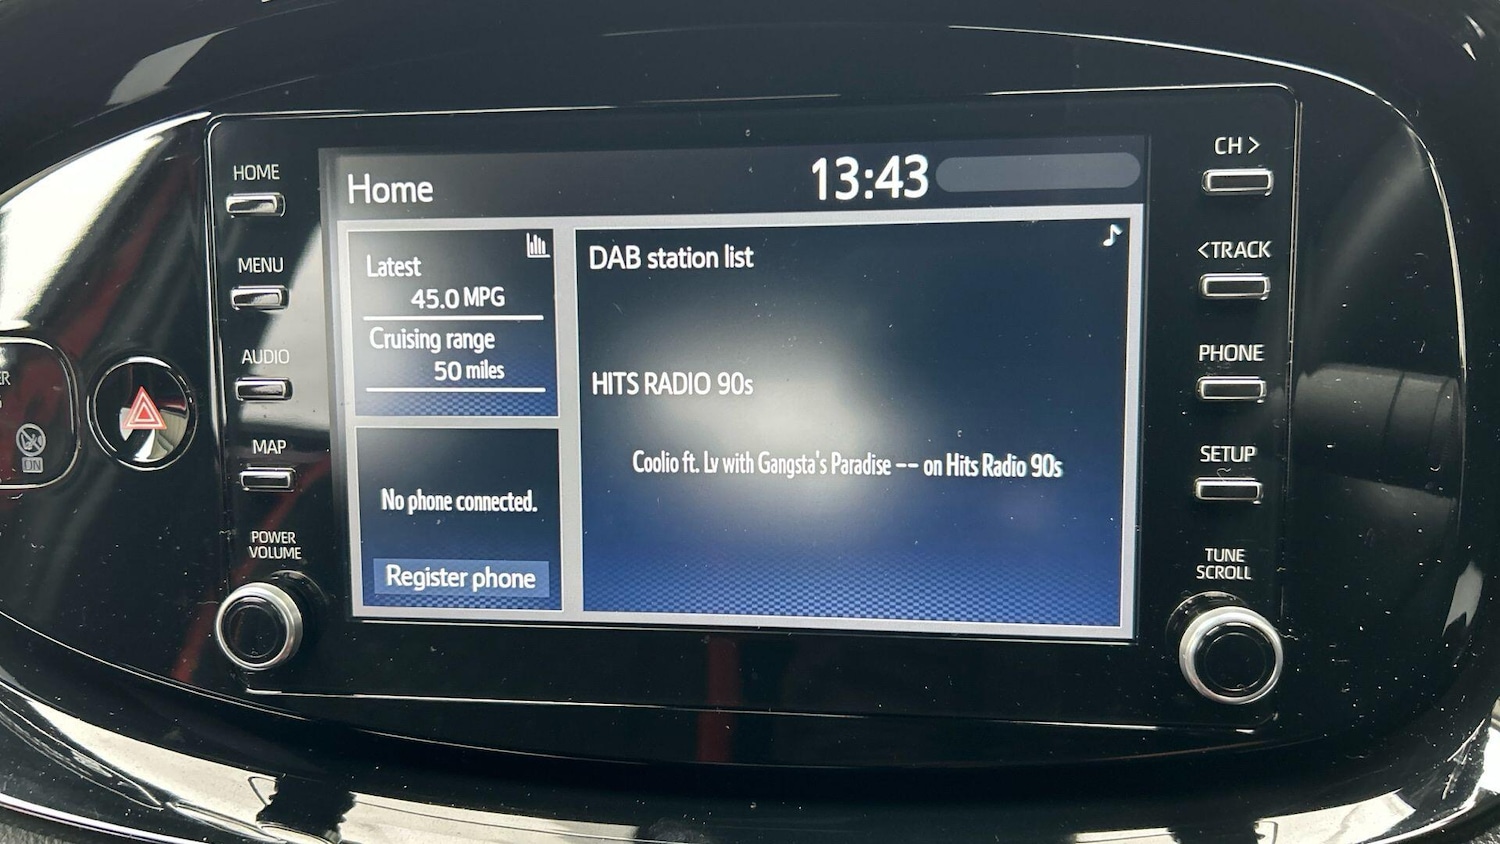 HOME
MENU
AUDIO
MAP
POWER
VOLUME
ON
Home
13:43
Latest
45.0 MPG
Cruising range
50 miles
No phone connected.
Register phone
DAB station list
HITS RADIO 90s
Coolio ft. Lv with Gangsta's Paradise -- on Hits Radio 90s
CH >
<TRACK
PHONE
SETUP
TUNE
SCROLL